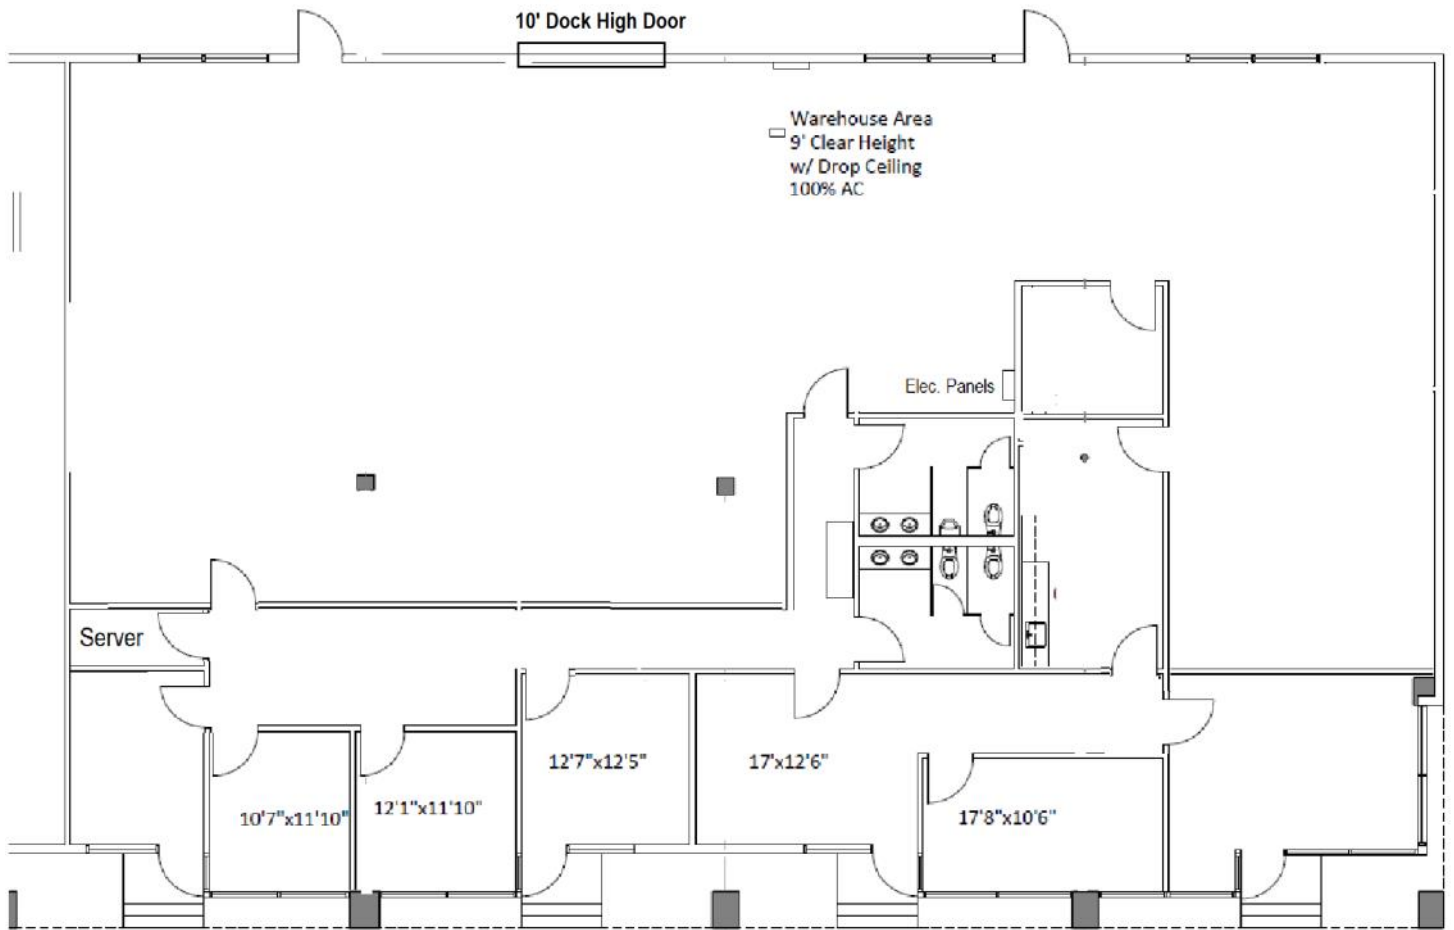 10' Dock High Door
Warehouse Area
9' Clear Height
w/ Drop Ceiling
100% AC
Elec. Panels
Server
12'7"x12'5"
17'x12'6"
10'7"x11'10"
12'1"x11'10"
17'8"x10'6"